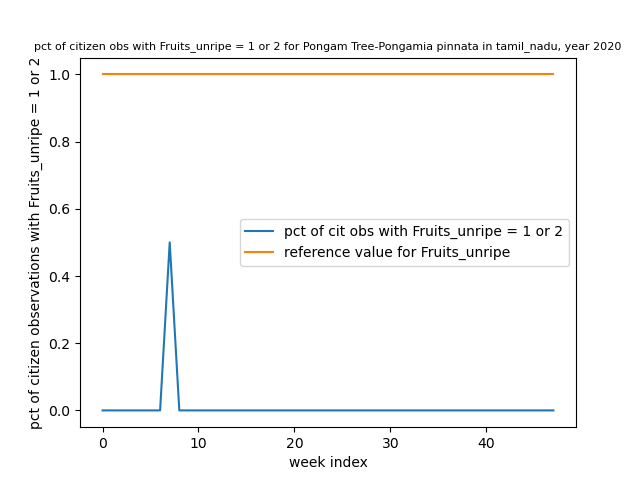 pct of citizen obs with Fruits_unripe = 1 or 2 for Pongam Tree-Pongamia pinnata in tamil_nadu, year 2020
pct of citizen observations with Fruits_unripe = 1 or 2
1.0
0.8
0.6
0.4
0.2
0.0
pct of cit obs with Fruits_unripe = 1 or 2
reference value for Fruits_unripe
0 10 20 30 40
week index